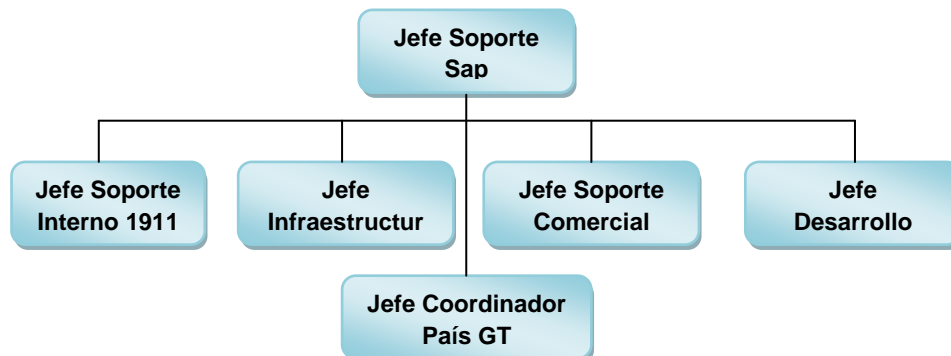 Jefe Soporte
Sap
Jefe Soporte
Interno 1911
Jefe
Infraestructur
Jefe Soporte
Comercial
Jefe
Desarrollo
Jefe Coordinador
País GT